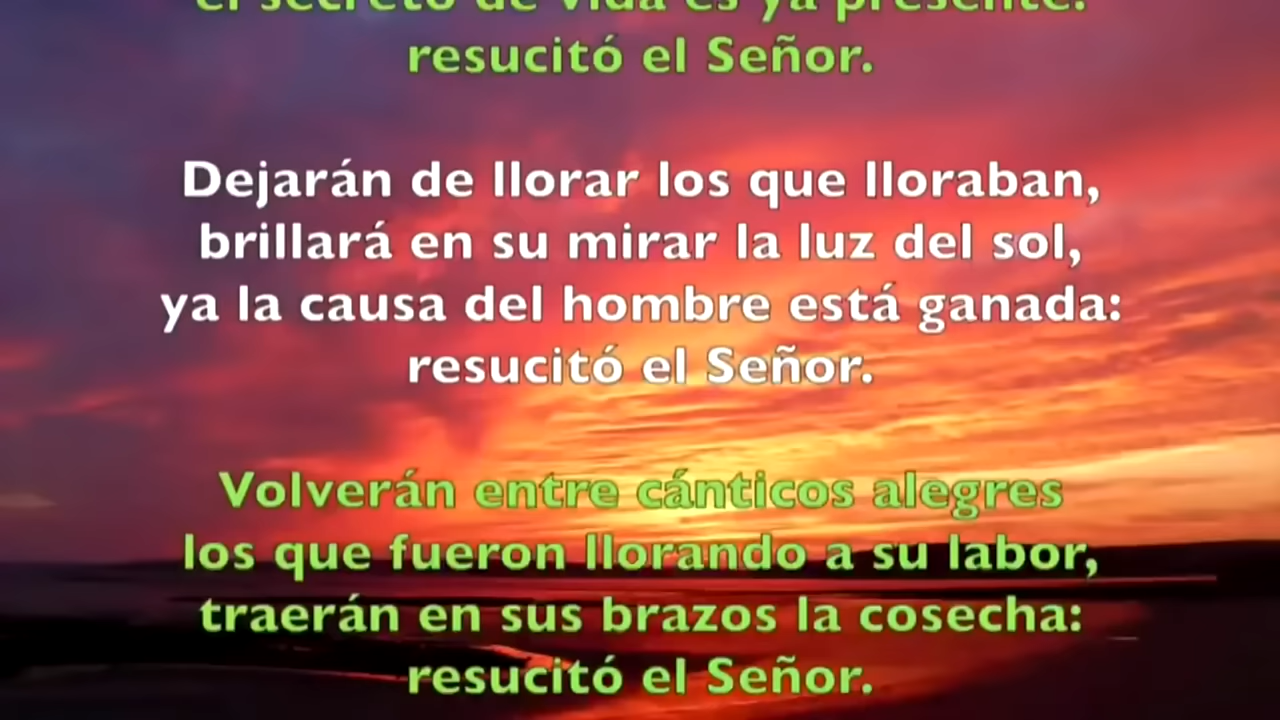 el secreto de vida es ya presente:
resucitó el Señor.
Dejarán de llorar los que lloraban,
brillará en su mirar la luz del sol,
ya la causa del hombre está ganada:
resucitó el Señor.
Volverán entre cánticos alegres
los que fueron llorando a su labor,
traerán en sus brazos la cosecha:
resucitó el Señor.